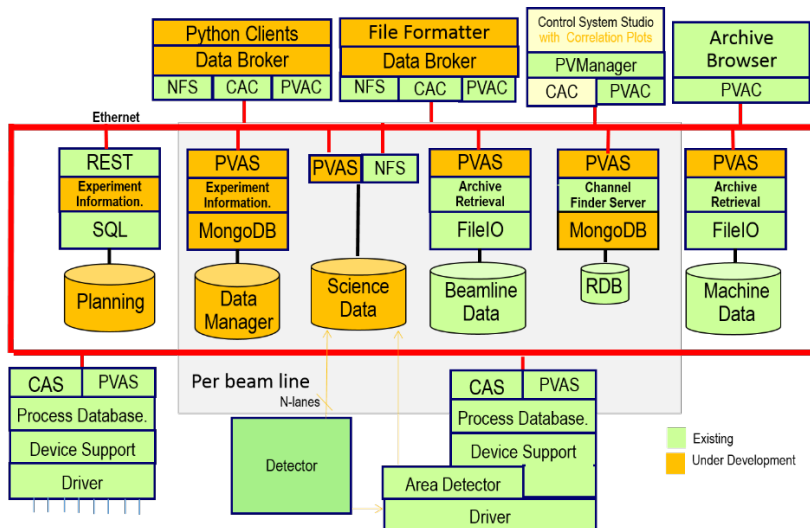 Python Clients
Data Broker
NFS
CAC
PVAC
File Formatter
Data Broker
NFS
CAC
PVAC
Control System Studio
with Correlation Plots
PVManager
CAC
PVAC
Archive
Browser
PVAC
Ethernet
REST
Experiment
Information.
SQL
Planning
PVAS
Experiment
Information.
MongoDB
Data
Manager
PVAS
NFS
Science
Data
PVAS
Archive
Retrieval
FileIO
Beamline
Data
PVAS
Channel
Finder Server
MongoDB
RDB
PVAS
Archive
Retrieval
FileIO
Machine
Data
Per beam line
N-lanes
CAS
PVAS
Process Database.
Device Support
Driver
Detector
CAS
PVAS
Process Database.
Device Support
Area Detector
Driver
Existing
Under Development